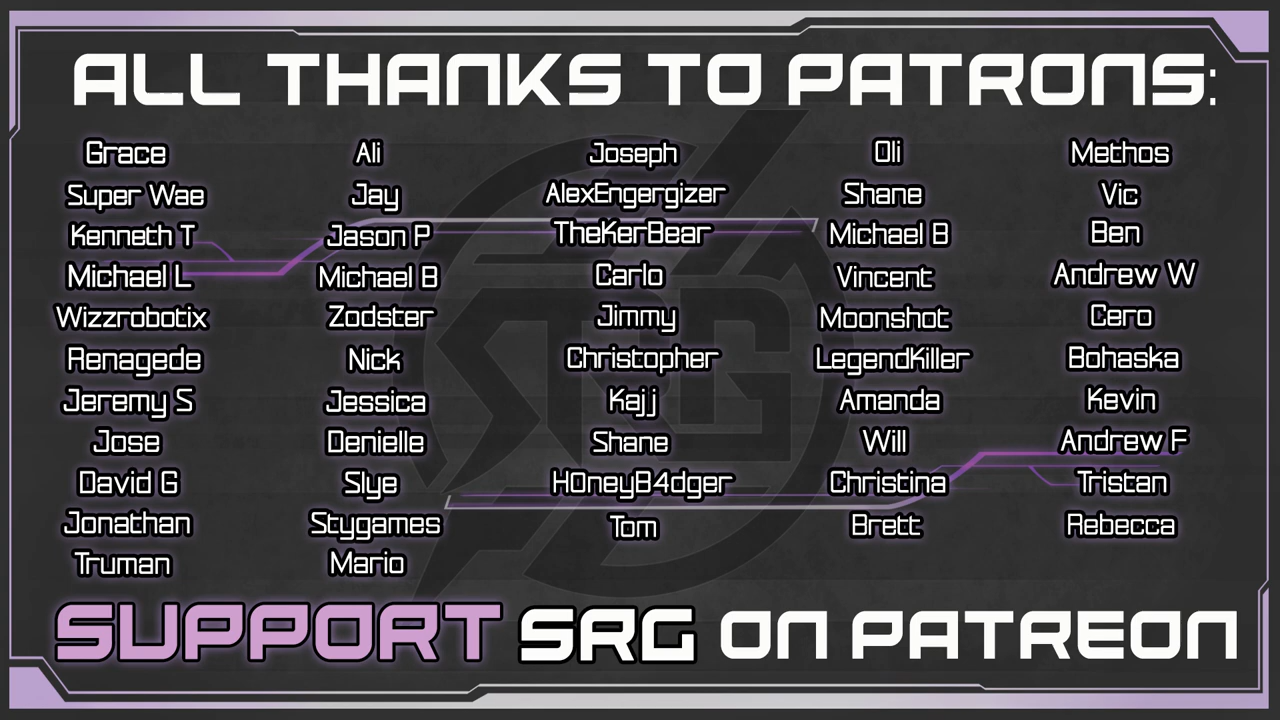 ALL THANKS TO PATRONS:
Grace
Super Wae
Kenneth T
Michael L
Wizzrobotix
Renagede
Jeremy S
Jose
David G
Jonathan
Truman
Ali
Jay
Jason P
Michael B
Zodster
Nick
Jessica
Denielle
Slye
Stygames
Mario
Joseph
AlexEngergizer
TheKerBear
Carlo
Jimmy
Christopher
Kajj
Shane
H0neyB4dger
Tom
Oli
Shane
Michael B
Vincent
Moonshot
LegendKiller
Amanda
Will
Christina
Brett
Methos
Vic
Ben
Andrew W
Cero
Bohaska
Kevin
Andrew F
Tristan
Rebecca
SRG
SUPPORT SRG ON PATREON